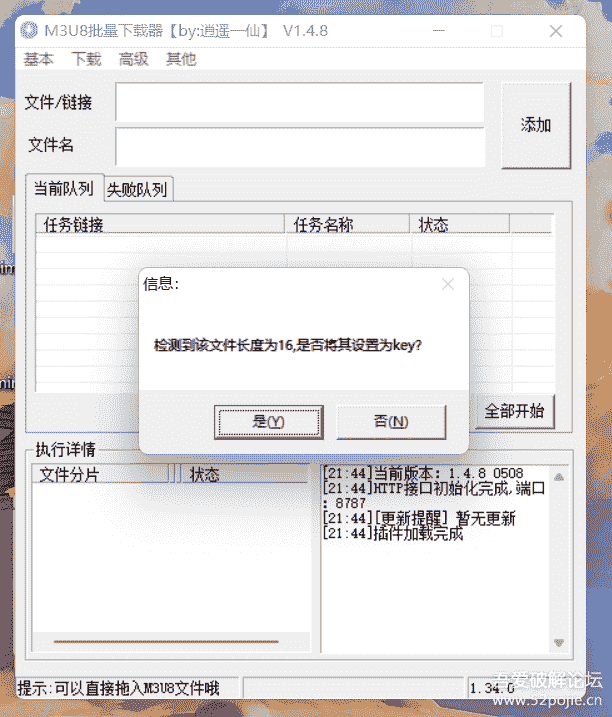 M3U8批量下载器【by:逍遥一仙】 V1.4.8
基本 下载 高级 其他
文件/链接
添加
文件名
当前队列 失败队列
任务链接 任务名称 状态
信息:
检测到该文件长度为16,是否将其设置为key?
是(Y) 否(N)
全部开始
执行详情
文件分片 状态
[21:44]当前版本: 1.4.8 0508
[21:44]HTTP接口初始化完成,端口
: 8787
[21:44][更新提醒] 暂无更新
[21:44]插件加载完成
提示:可以直接拖入M3U8文件哦
1.34.0
吾爱破解论坛
www.52pojie.cn